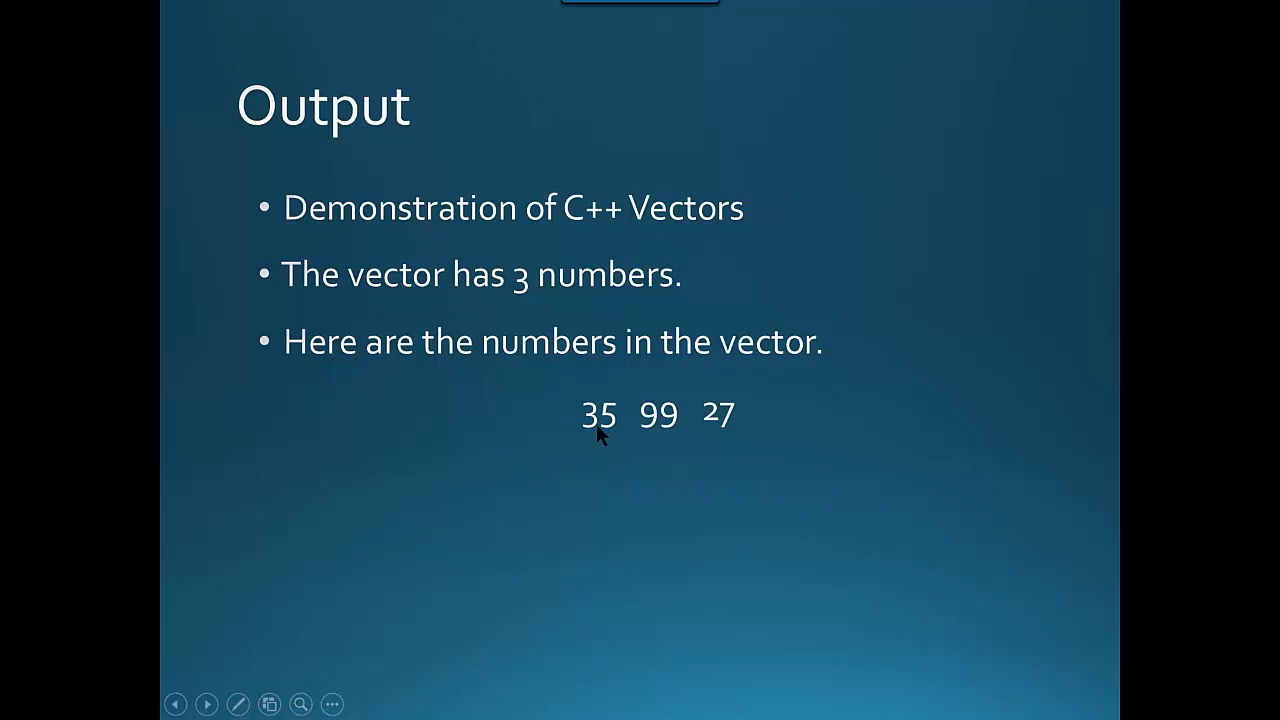 Output
• Demonstration of C++ Vectors
• The vector has 3 numbers.
• Here are the numbers in the vector.
35 99 27